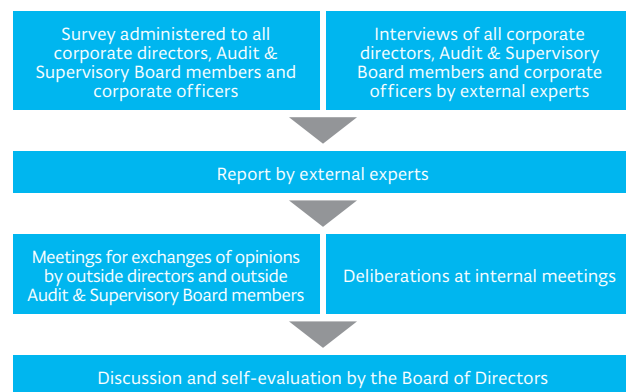 Survey administered to all
corporate directors, Audit &
Supervisory Board members and
corporate officers
Interviews of all corporate
directors, Audit & Supervisory
Board members and corporate
officers by external experts
Report by external experts
Meetings for exchanges of opinions
by outside directors and outside
Audit & Supervisory Board members
Deliberations at internal meetings
Discussion and self-evaluation by the Board of Directors